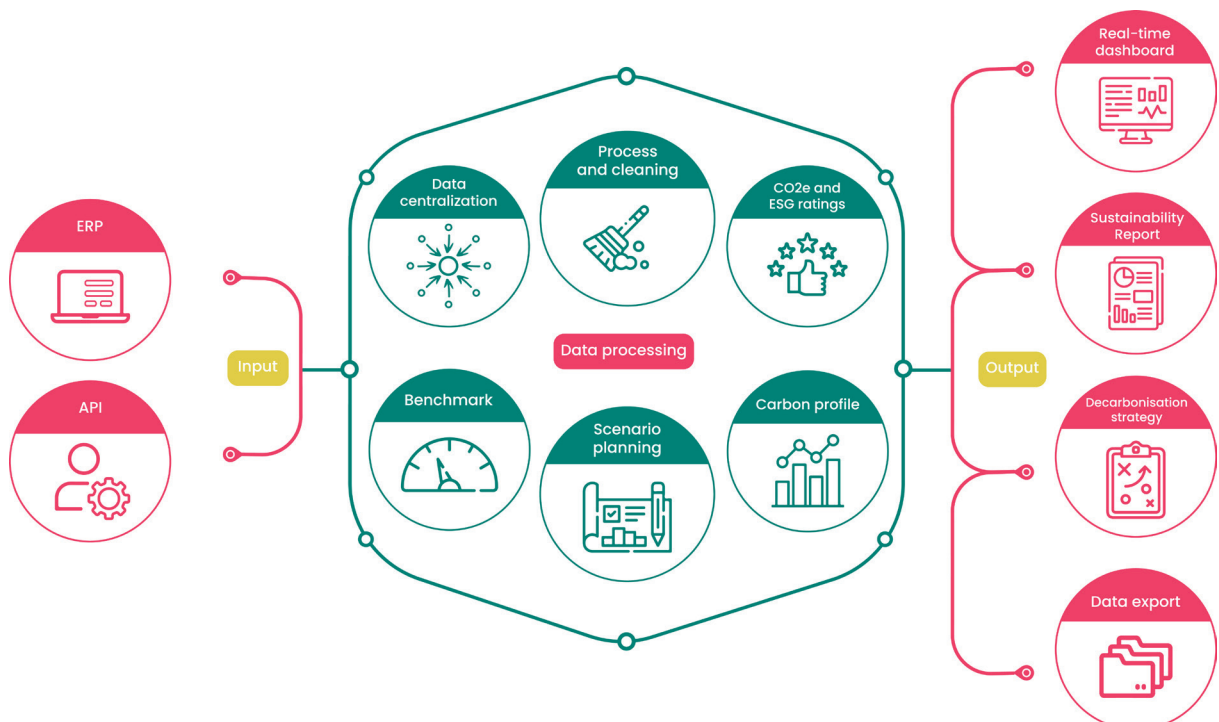 ERP
API
Input
Data
centralization
Process
and cleaning
CO2e and
ESG ratings
Data processing
Benchmark
Scenario
planning
Carbon profile
Output
Real-time
dashboard
Sustainability
Report
Decarbonisation
strategy
Data export